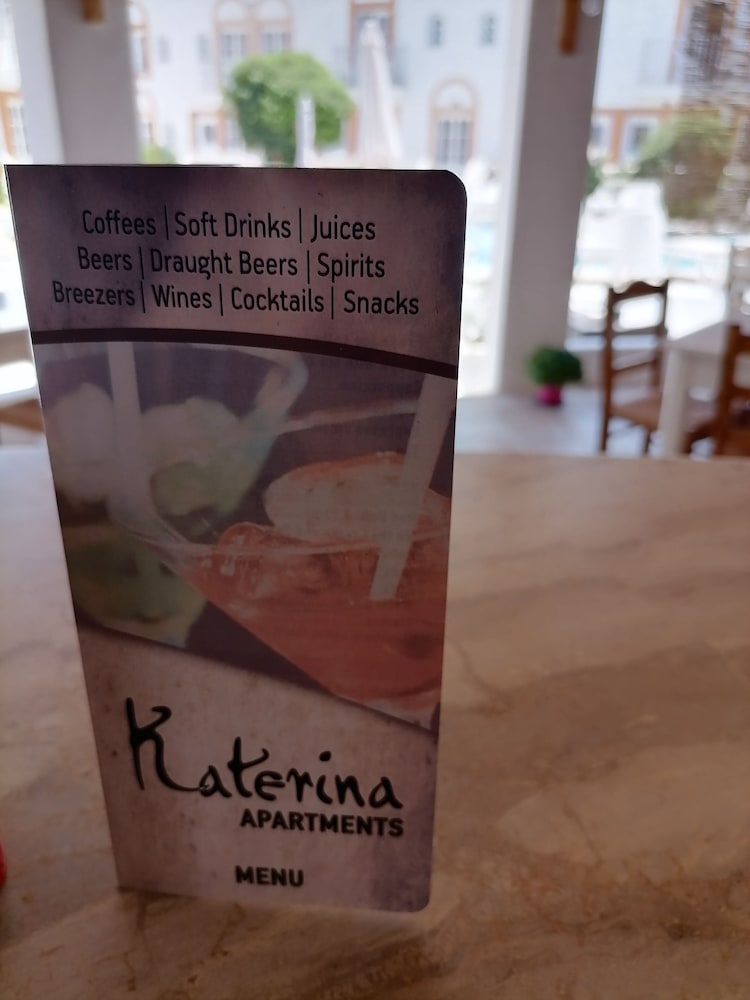 Coffees | Soft Drinks | Juices
Beers | Draught Beers | Spirits
Breezers | Wines | Cocktails | Snacks
Katerina
APARTMENTS
MENU